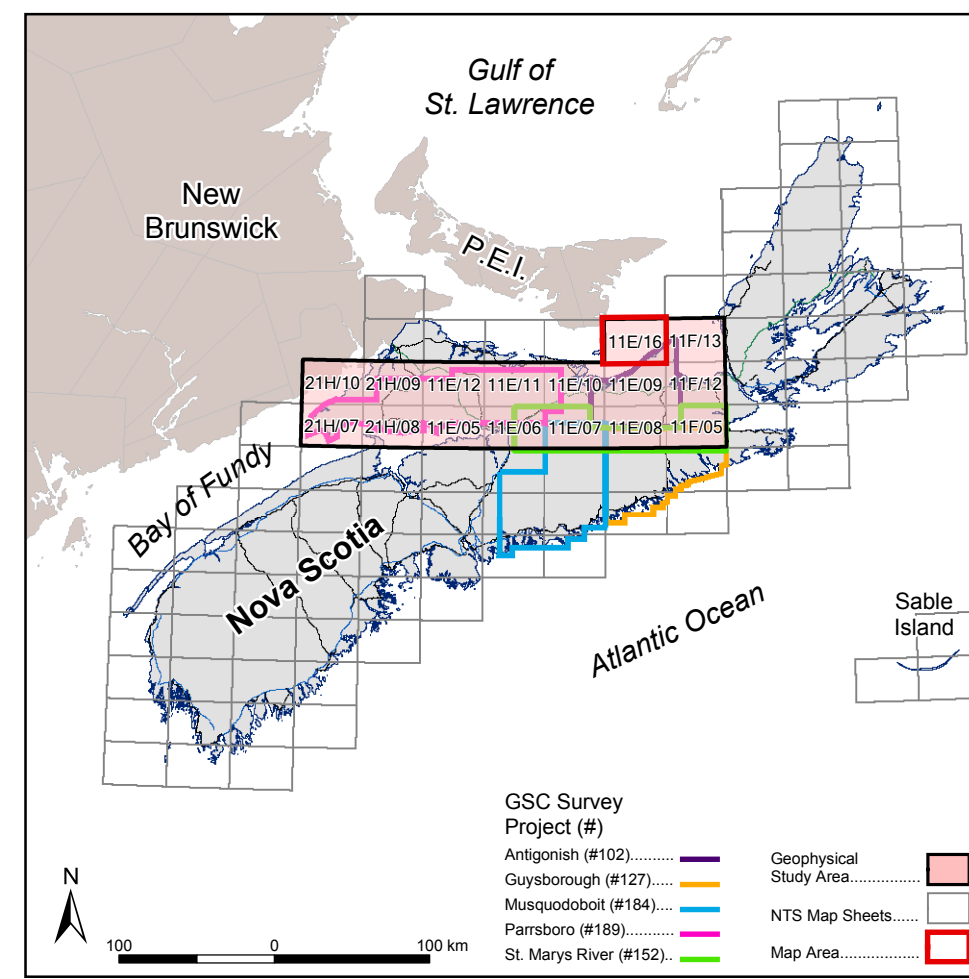 Gulf of
St. Lawrence
New
Brunswick
P.E.I.
11E/16 11F/13
21H/10 21H/09 11E/12 11E/11 11E/10 11E/09 11F/12
21H/07 21H/08 11E/05 11E/06 11E/07 11E/08 11F/05
Bay of Fundy
Nova Scotia
Atlantic Ocean
Sable
Island
GSC Survey
Project (#)
Antigonish (#102)..........
Guysborough (#127).....
Musquodoboit (#184)....
Parrsboro (#189)...........
St. Marys River (#152)..
Geophysical
Study Area................
NTS Map Sheets......
Map Area..................
N
100 0 100 km